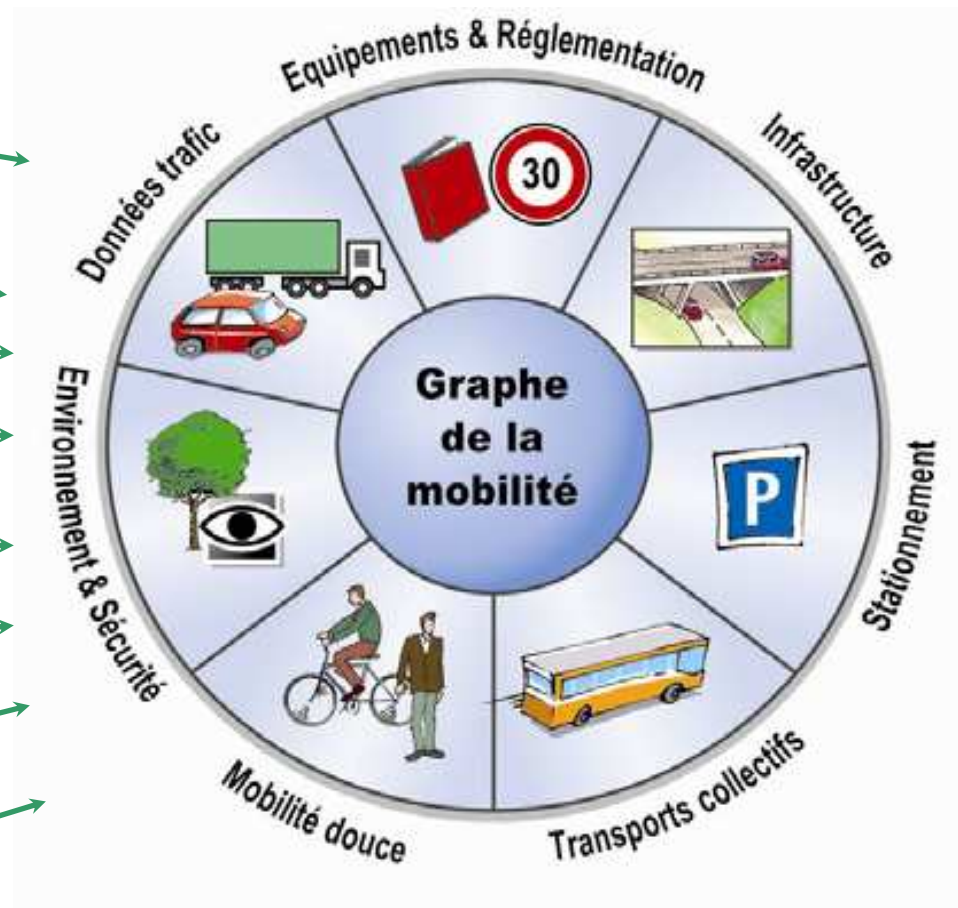 Equipements & Réglementation
Infrastructure
Stationnement
Transports collectifs
Mobilité douce
Environnement & Sécurité
Données trafic
30
P
Graphe
de la
mobilité